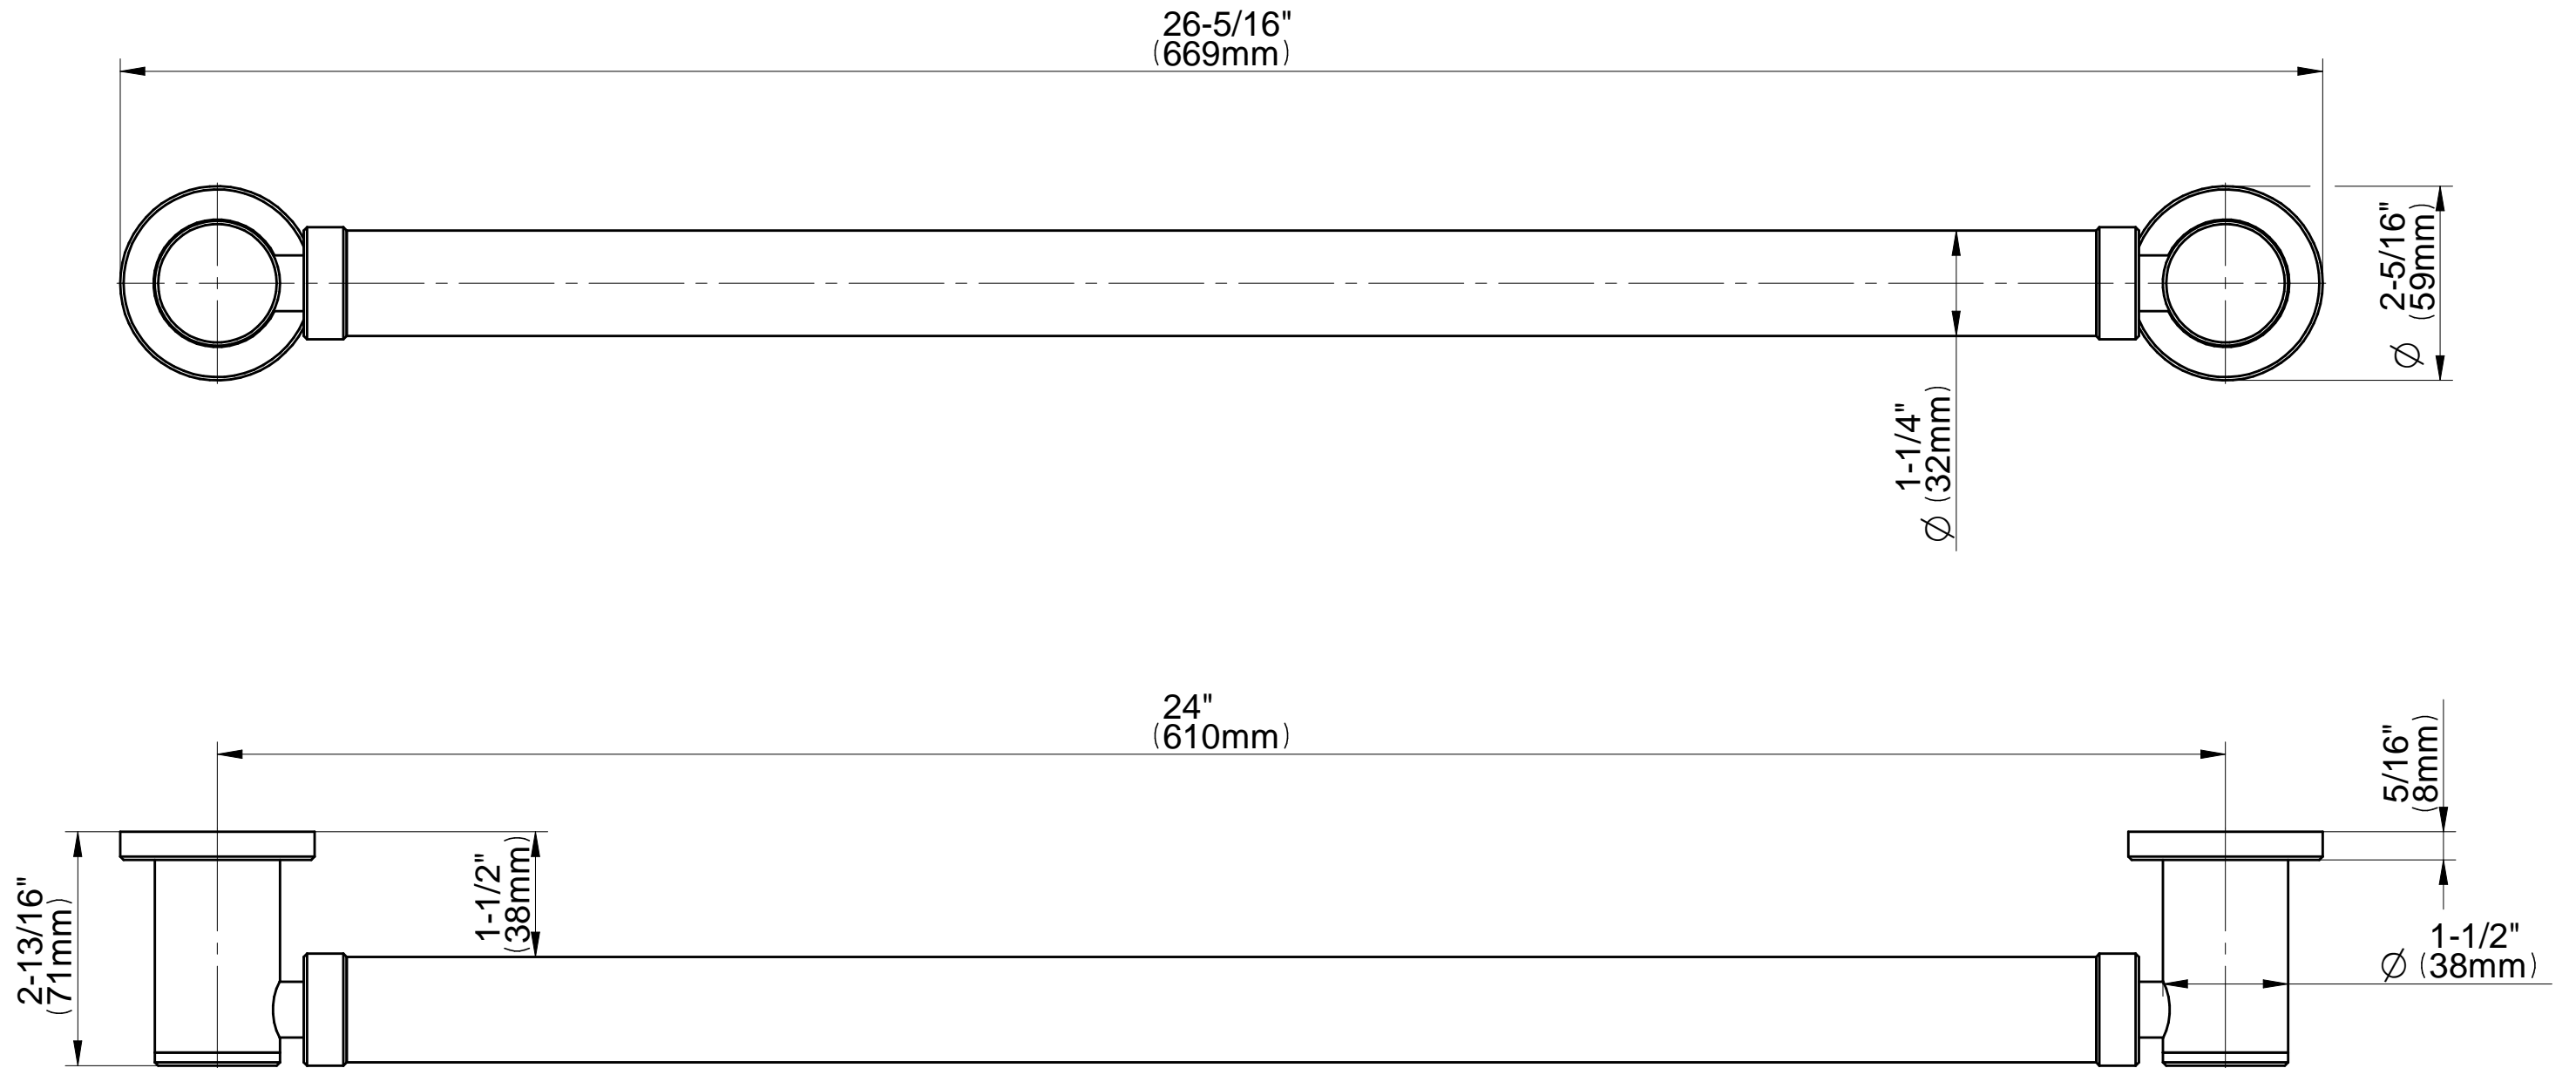 26-5/16"
(669mm)
2-5/16"
Ø (59mm)
1-1/4"
Ø (32mm)
24"
(610mm)
5/16"
(8mm)
1-1/2"
(38mm)
2-13/16"
(71mm)
1-1/2"
Ø (38mm)